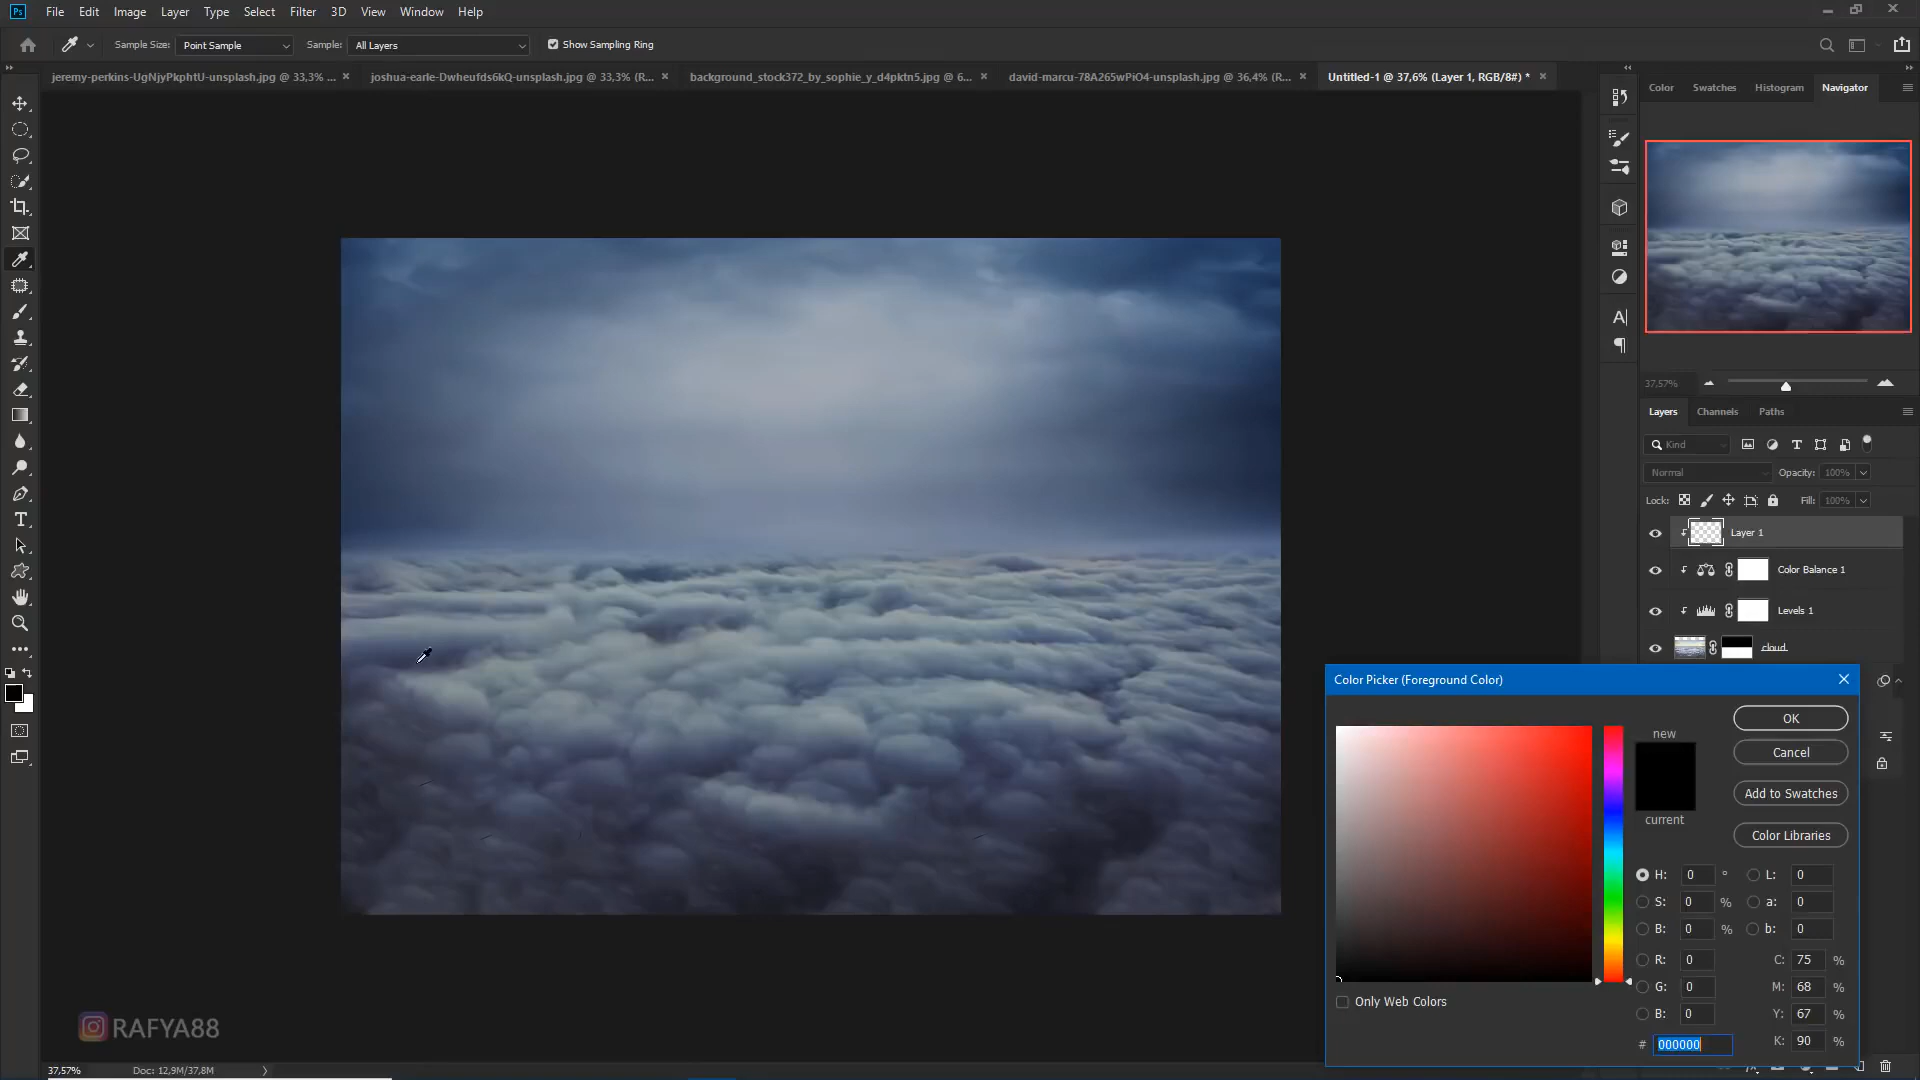 Ps File Edit Image Layer Type Select Filter 3D View Window Help
Sample Size: Point Sample Sample: All Layers Show Sampling Ring
jeremy-perkins-UgNjyPkphtU-unsplash.jpg @ 33,3% ... × joshua-earle-Dwheufds6kQ-unsplash.jpg @ 33,3% (R... × background_stock372_by_sophie_y_d4pktn5.jpg @ 6... × david-marcu-78A265wPiO4-unsplash.jpg @ 36,4% (R... × Untitled-1 @ 37,6% (Layer 1, RGB/8#) * ×
Color Swatches Histogram Navigator
37,57%
Layers Channels Paths
Kind
Normal Opacity: 100%
Lock: Fill: 100%
Layer 1
Color Balance 1
Levels 1
cloud
Color Picker (Foreground Color)
new
current
OK
Cancel
Add to Swatches
Color Libraries
H: 0 ° L: 0
S: 0 % a: 0
B: 0 % b: 0
R: 0 C: 75 %
G: 0 M: 68 %
B: 0 Y: 67 %
# 000000 K: 90 %
Only Web Colors
RAFYA88
37,57% Doc: 12,9M/37,8M